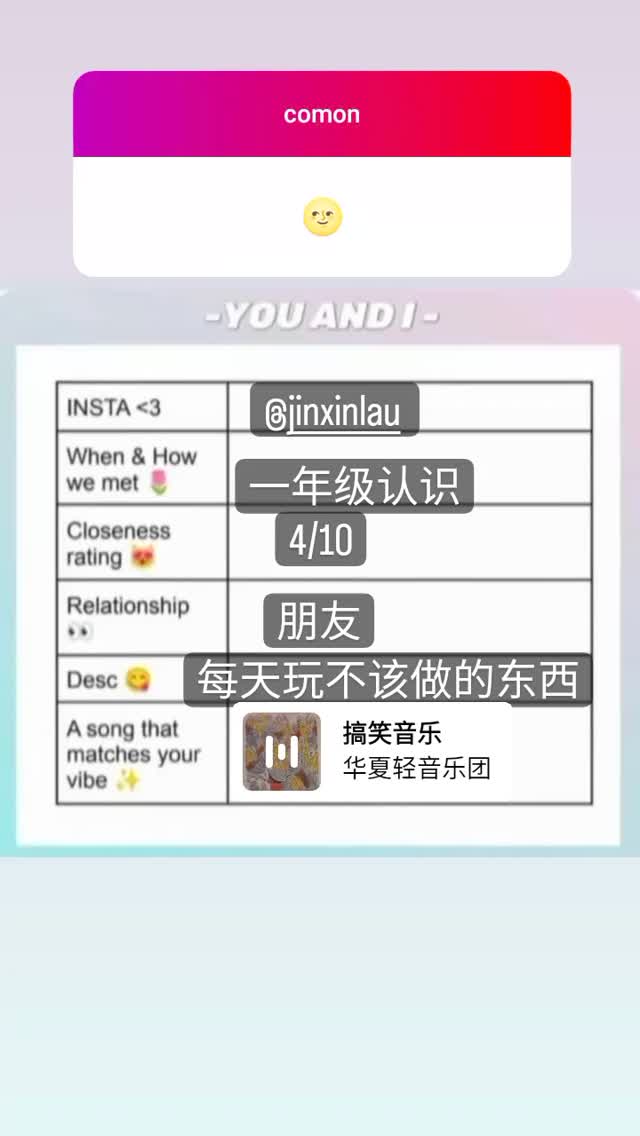 comon
🌝
-YOU AND I-
INSTA <3
@jinxinlau
When & How
we met 🌷
一年级认识
Closeness
rating 😻
4/10
Relationship
👀
朋友
Desc 😋
每天玩不该做的东西
A song that
matches your
vibe ✨
搞笑音乐
华夏轻音乐团